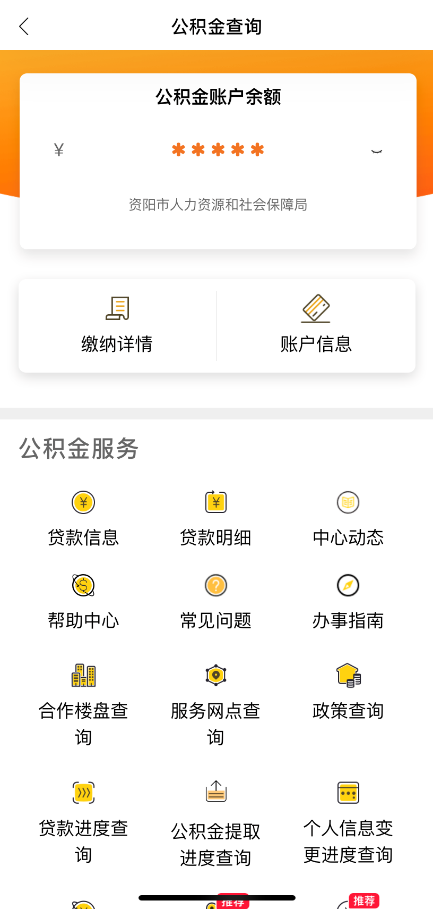 公积金查询
公积金账户余额
¥ *****
资阳市人力资源和社会保障局
缴纳详情 账户信息
公积金服务
贷款信息 贷款明细 中心动态
帮助中心 常见问题 办事指南
合作楼盘查 服务网点查 政策查询
询 询
贷款进度查 公积金提取 个人信息变
询 进度查询 更进度查询
推荐 推荐